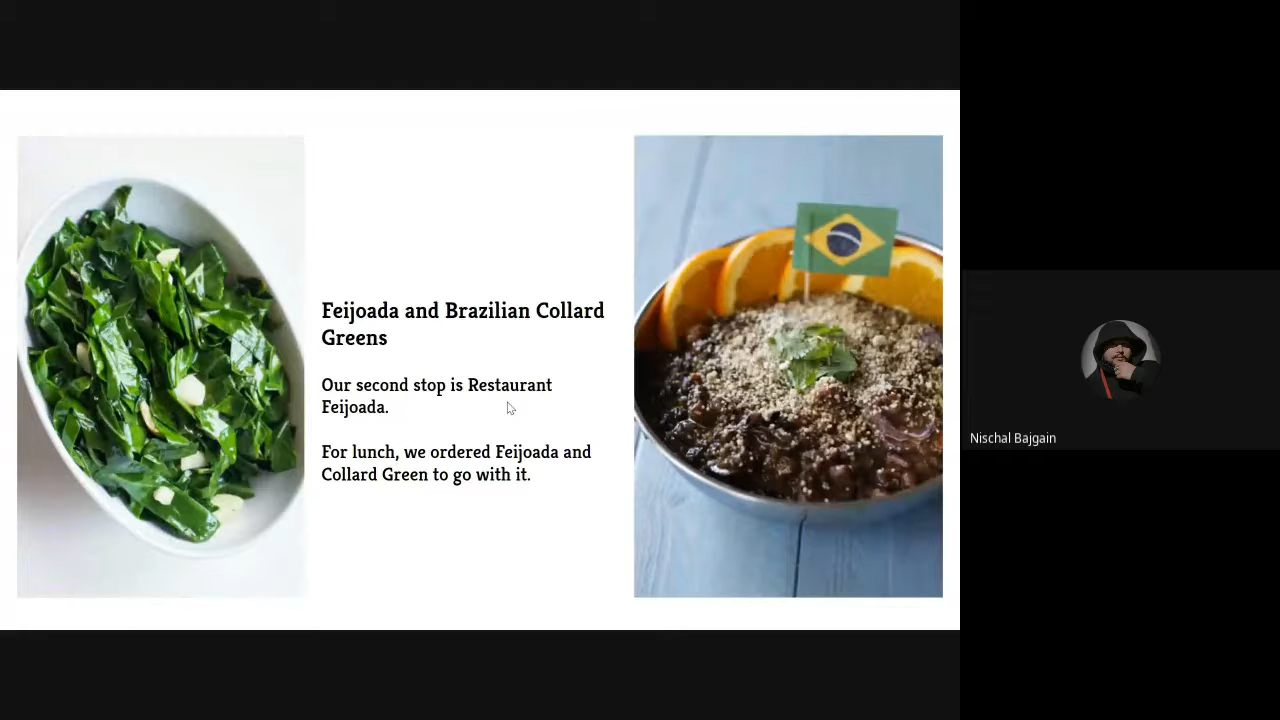 Feijoada and Brazilian Collard
Greens
Our second stop is Restaurant
Feijoada.
For lunch, we ordered Feijoada and
Collard Green to go with it.
Nischal Bajgain